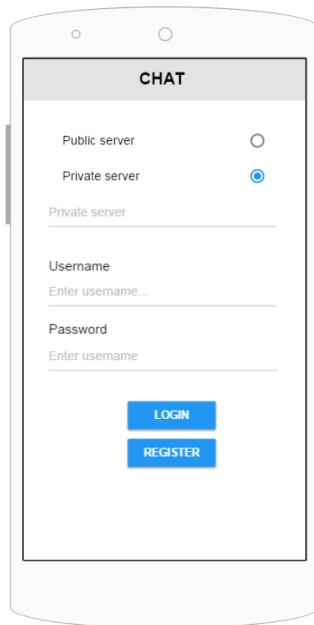 CHAT
Public server
Private server
Private server
Username
Enter username...
Password
Enter username
LOGIN
REGISTER